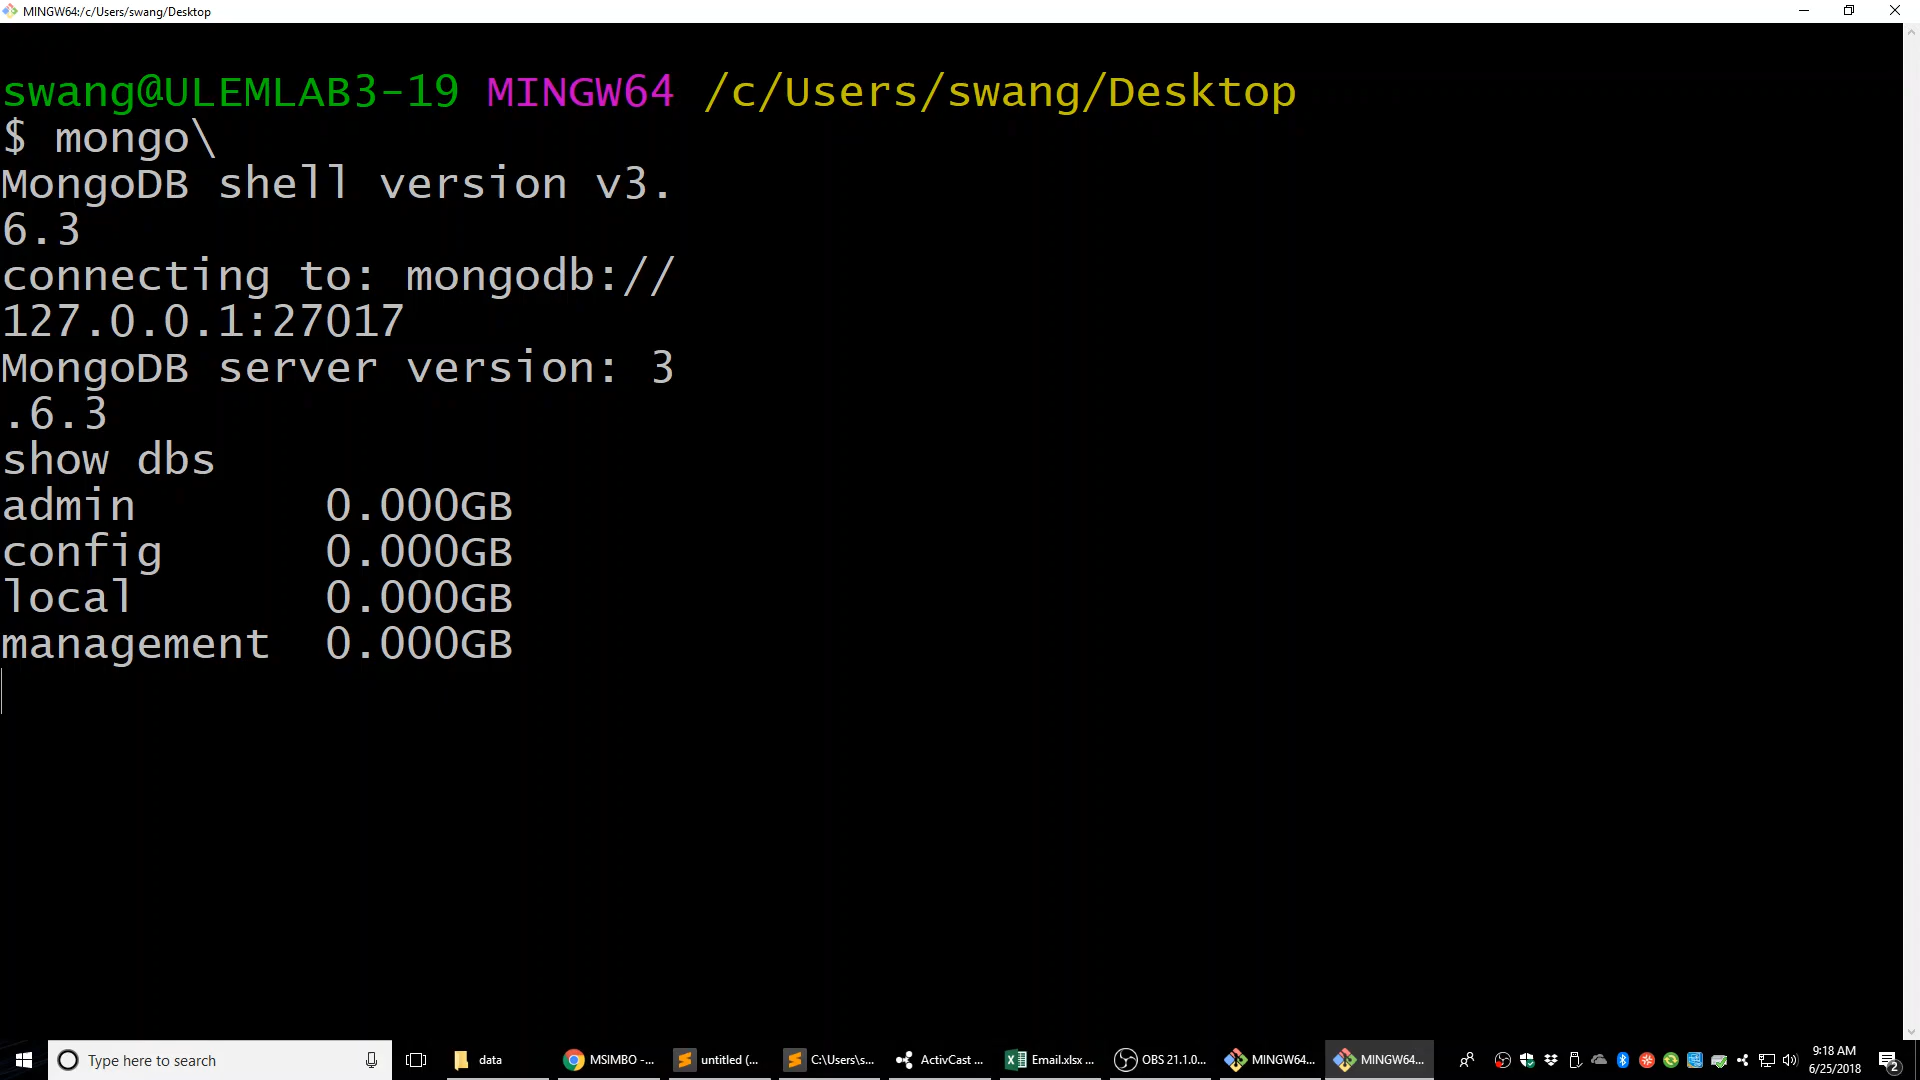 MINGW64:/c/Users/swang/Desktop
swang@ULEMLAB3-19 MINGW64 /c/Users/swang/Desktop
$ mongo\
MongoDB shell version v3.
6.3
connecting to: mongodb://
127.0.0.1:27017
MongoDB server version: 3
.6.3
show dbs
admin 0.000GB
config 0.000GB
local 0.000GB
management 0.000GB
Type here to search
data
MSIMBO -...
untitled (...
C:\Users\s...
ActivCast ...
Email.xlsx ...
OBS 21.1.0...
MINGW64...
MINGW64...
9:18 AM
6/25/2018
2